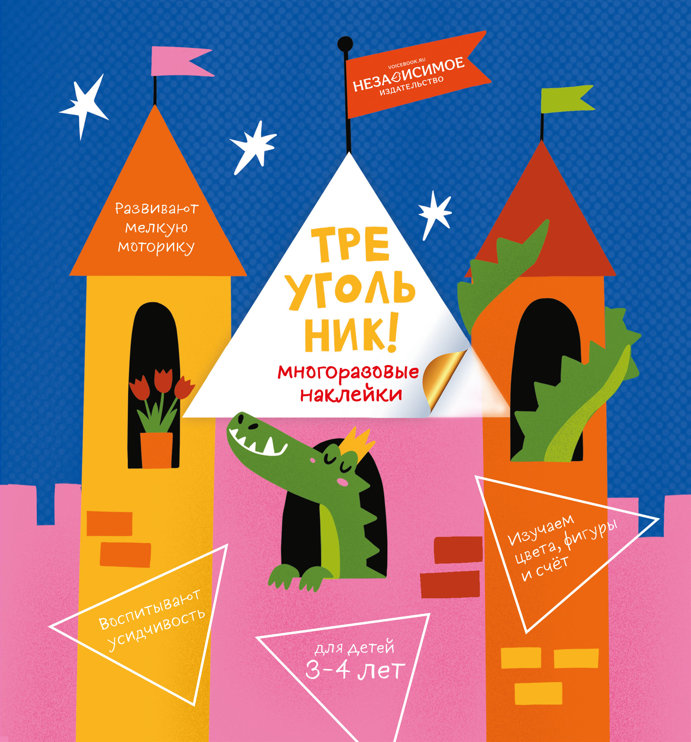 VOICEBOOK.RU
НЕЗАВИСИМОЕ
ИЗДАТЕЛЬСТВО
Развивают
мелкую
моторику
ТРЕ
УГОЛЬ
НИК!
многоразовые
наклейки
Изучаем
цвета, фигуры
и счёт
Воспитывают
усидчивость
для детей
3-4 лет